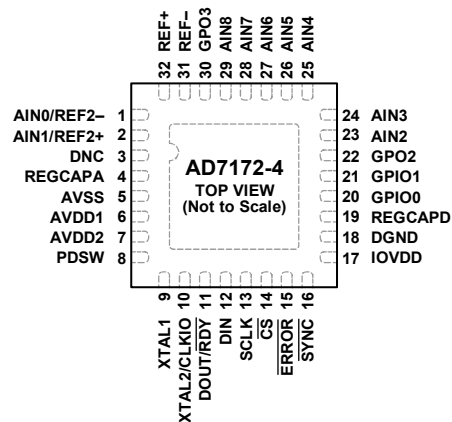 32 REF+
31 REF–
30 GPO3
29 AIN8
28 AIN7
27 AIN6
26 AIN5
25 AIN4
AIN0/REF2– 1
AIN1/REF2+ 2
DNC 3
REGCAPA 4
AVSS 5
AVDD1 6
AVDD2 7
PDSW 8
AD7172-4
TOP VIEW
(Not to Scale)
24 AIN3
23 AIN2
22 GPO2
21 GPIO1
20 GPIO0
19 REGCAPD
18 DGND
17 IOVDD
XTAL1 9
XTAL2/CLKIO 10
DOUT/RDY 11
DIN 12
SCLK 13
CS 14
ERROR 15
SYNC 16